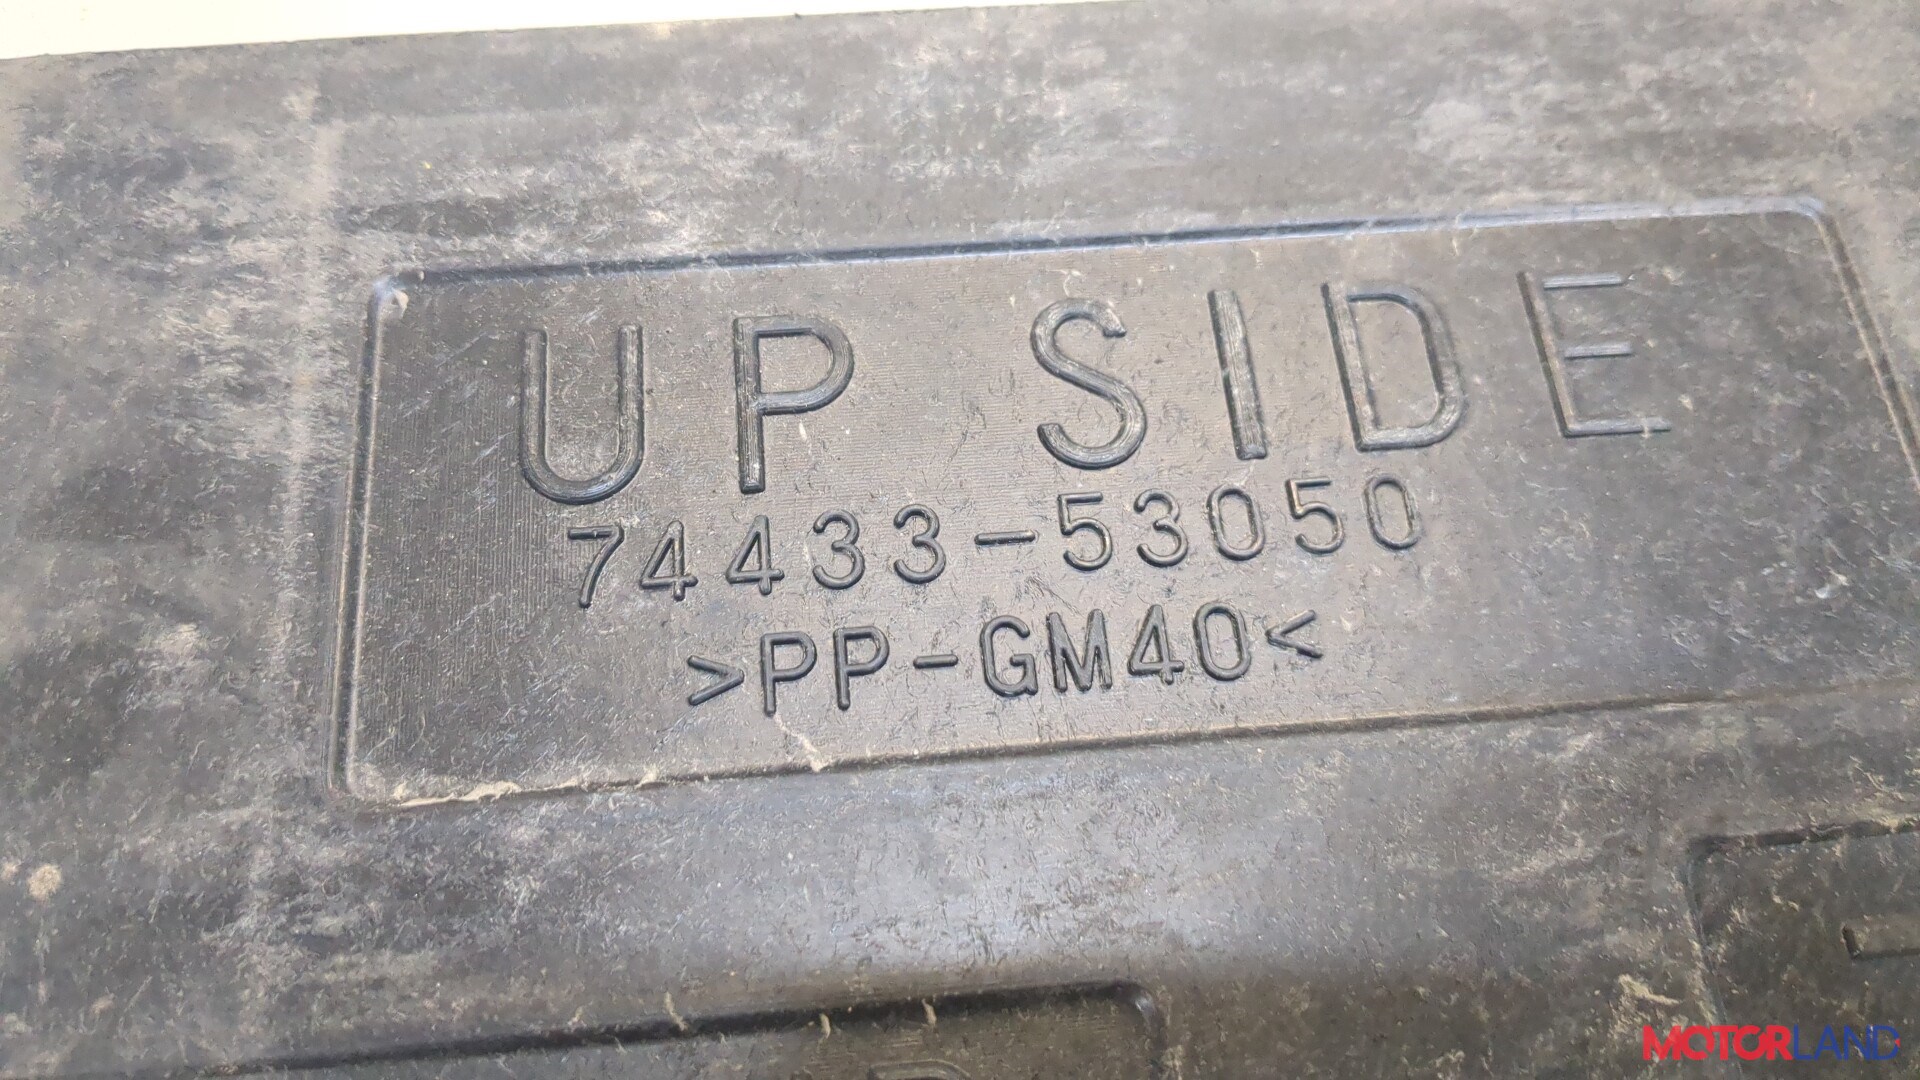 UP SIDE
74433-53050
>PP-GM40<
MOTORLAND